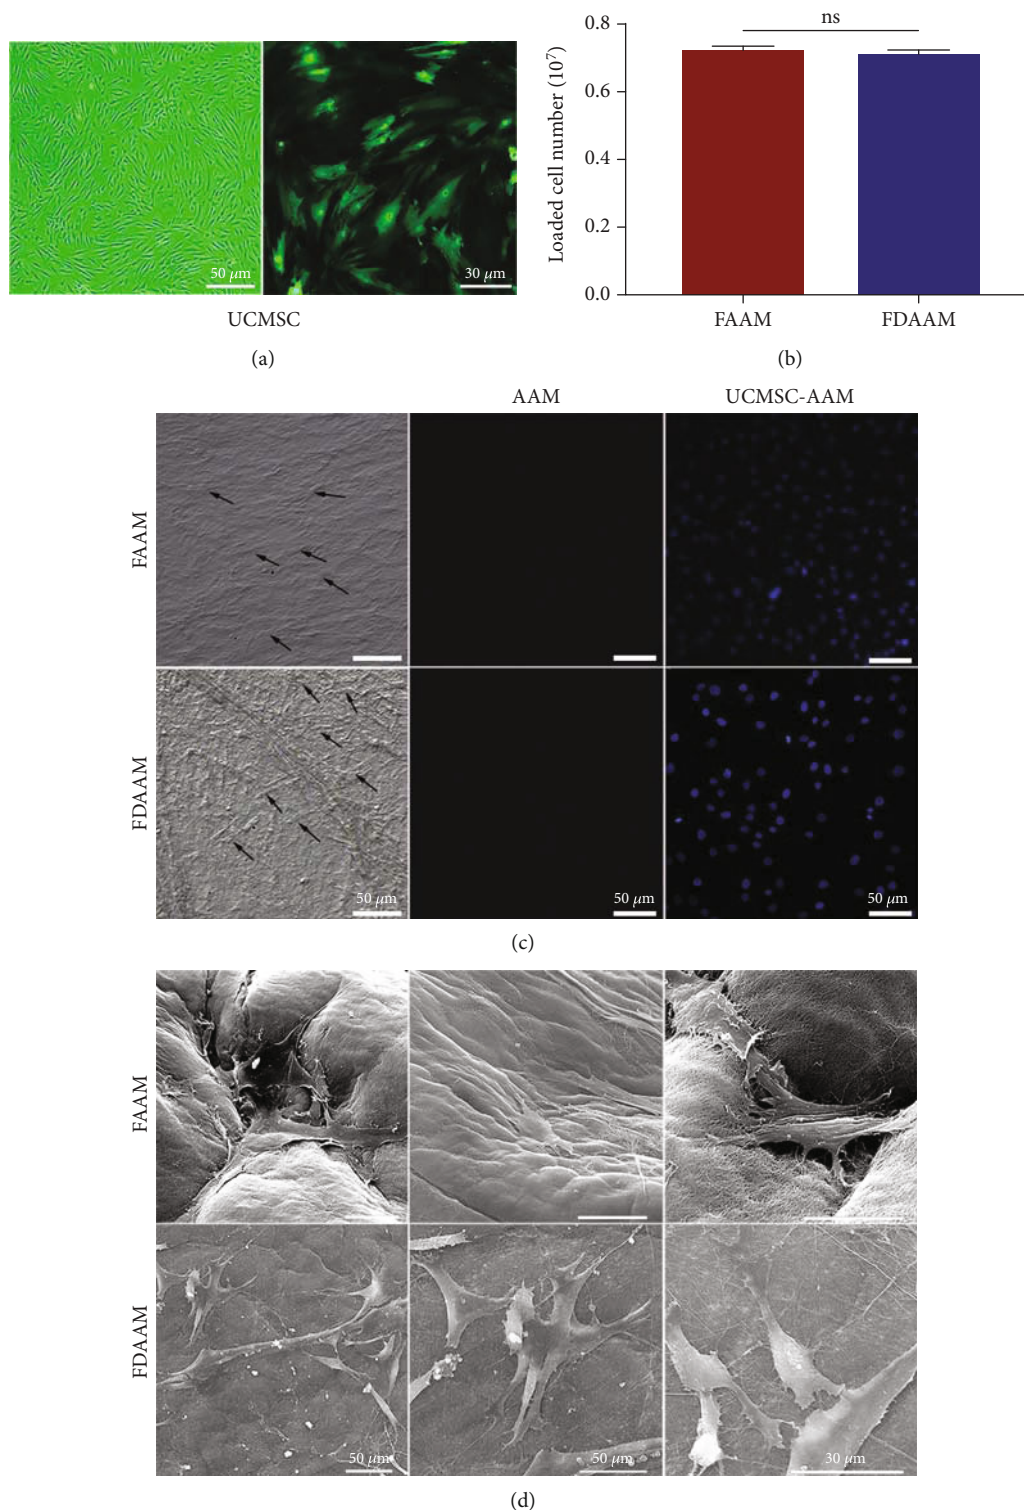 50 μm
30 μm
UCMSC
(a)
0.8
0.6
0.4
0.2
0.0
Loaded cell number (10⁷)
ns
FAAM
FDAAM
(b)
AAM
UCMSC-AAM
FAAM
FDAAM
50 μm
50 μm
50 μm
(c)
FAAM
FDAAM
50 μm
50 μm
30 μm
(d)